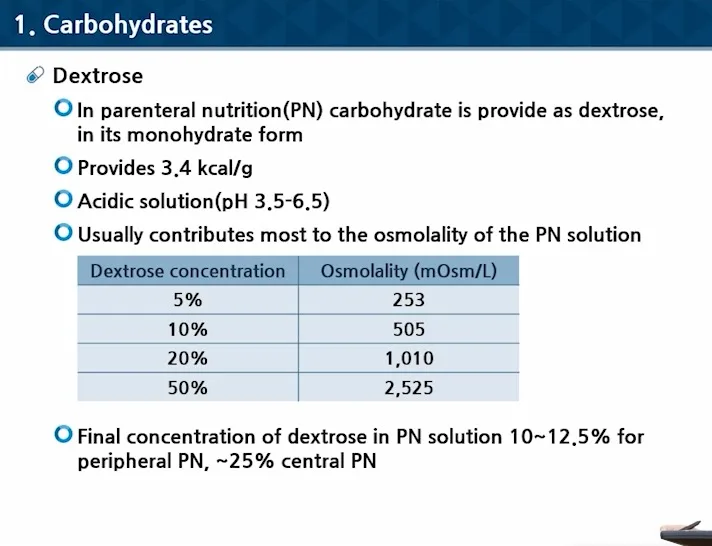 1. Carbohydrates
Dextrose
In parenteral nutrition(PN) carbohydrate is provide as dextrose,
in its monohydrate form
Provides 3.4 kcal/g
Acidic solution(pH 3.5-6.5)
Usually contributes most to the osmolality of the PN solution
Dextrose concentration Osmolality (mOsm/L)
5% 253
10% 505
20% 1,010
50% 2,525
Final concentration of dextrose in PN solution 10~12.5% for
peripheral PN, ~25% central PN